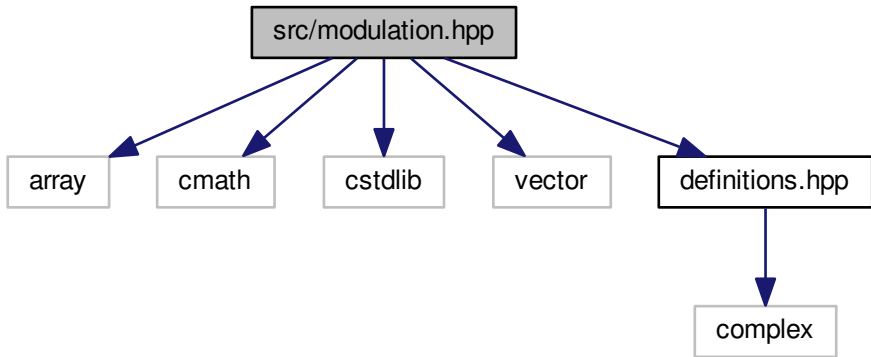 src/modulation.hpp
array
cmath
cstdlib
vector
definitions.hpp
complex